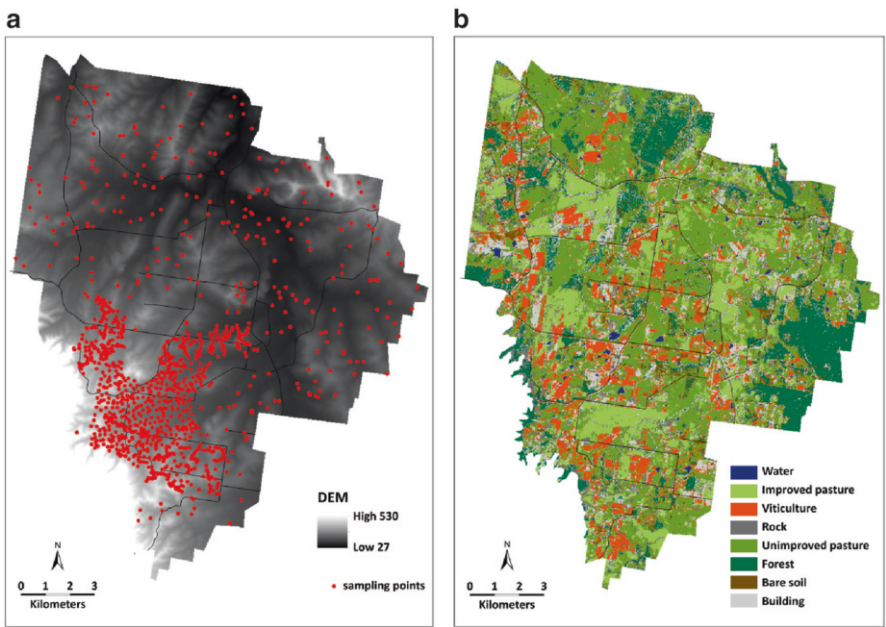 a
DEM
High 530
Low 27
sampling points
N
0 1 2 3
Kilometers
b
Water
Improved pasture
Viticulture
Rock
Unimproved pasture
Forest
Bare soil
Building
N
0 1 2 3
Kilometers